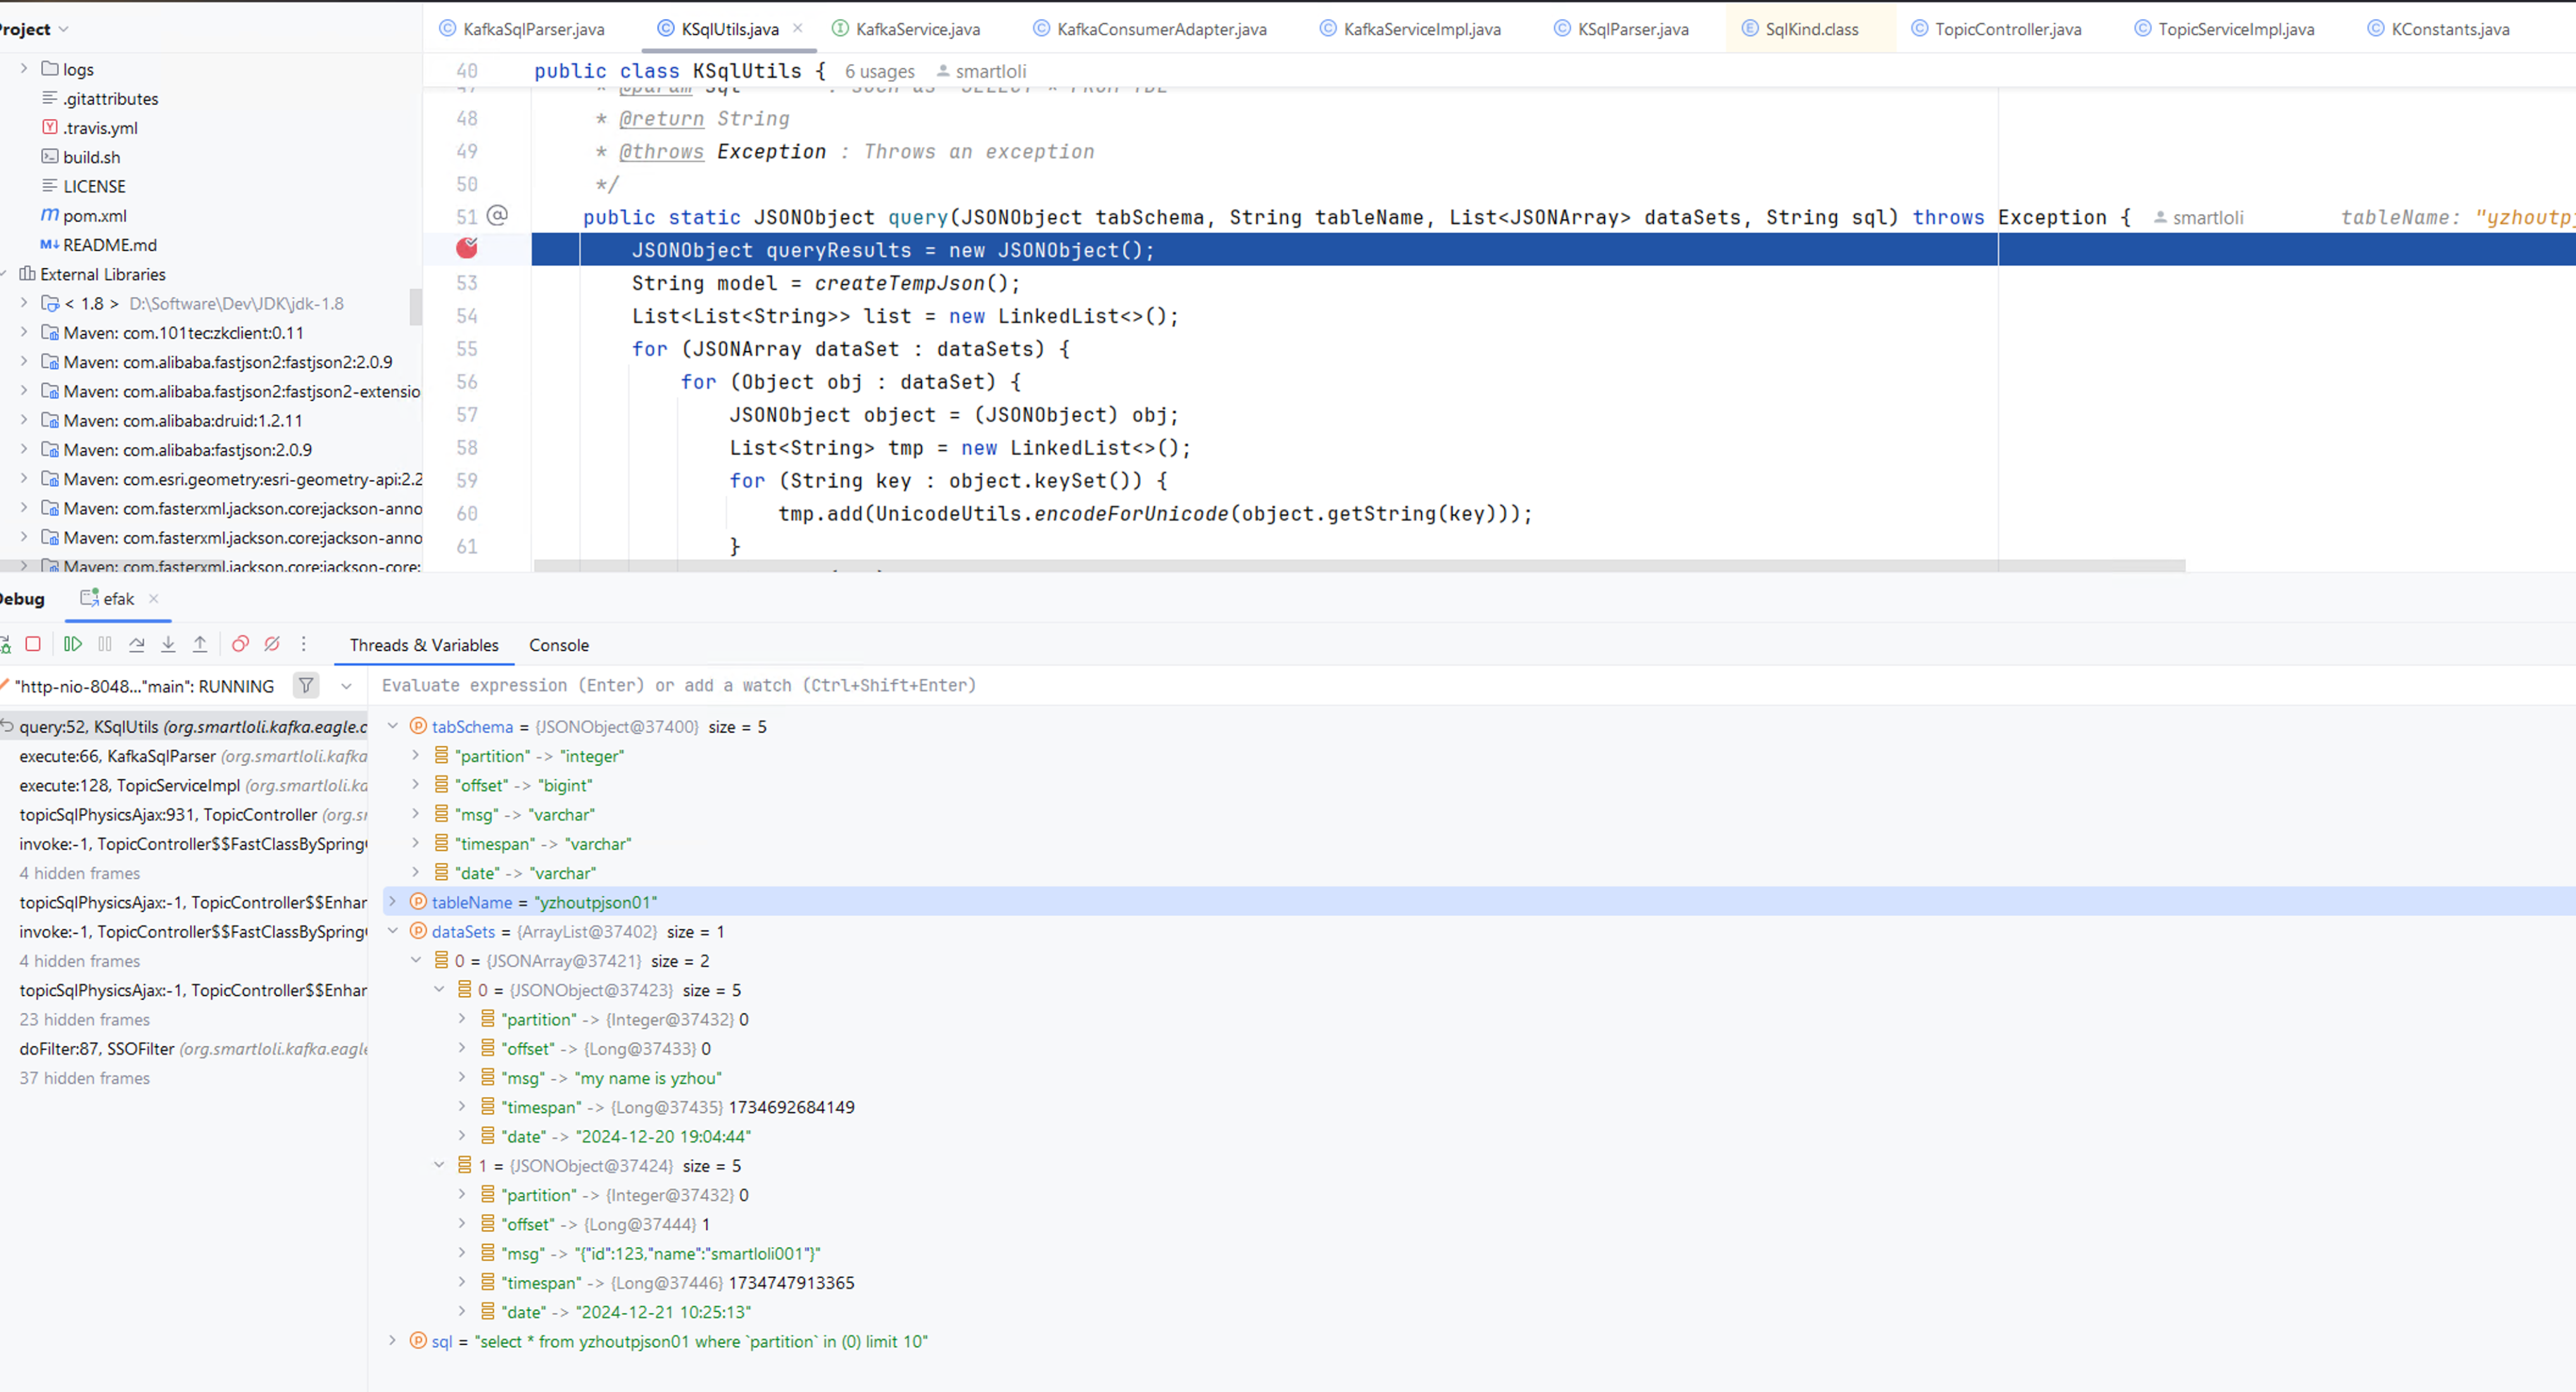 Project
logs
.gitattributes
.travis.yml
build.sh
LICENSE
pom.xml
README.md
External Libraries
< 1.8 > D:\Software\Dev\JDK\jdk-1.8
Maven: com.101tec:zkclient:0.11
Maven: com.alibaba.fastjson2:fastjson2:2.0.9
Maven: com.alibaba.fastjson2:fastjson2-extensio
Maven: com.alibaba:druid:1.2.11
Maven: com.alibaba:fastjson:2.0.9
Maven: com.esri.geometry:esri-geometry-api:2.2
Maven: com.fasterxml.jackson.core:jackson-anno
Maven: com.fasterxml.jackson.core:jackson-anno
Maven: com.fasterxml.jackson.core:jackson-core:
KafkaSqlParser.java KSqlUtils.java KafkaService.java KafkaConsumerAdapter.java KafkaServiceImpl.java KSqlParser.java SqlKind.class TopicController.java TopicServiceImpl.java KConstants.java
40 public class KSqlUtils { 6 usages smartloli
48 * @return String
49 * @throws Exception : Throws an exception
50 */
51 public static JSONObject query(JSONObject tabSchema, String tableName, List<JSONArray> dataSets, String sql) throws Exception { smartloli tableName: "yzhoutpj
JSONObject queryResults = new JSONObject();
53 String model = createTempJson();
54 List<List<String>> list = new LinkedList<>();
55 for (JSONArray dataSet : dataSets) {
56 for (Object obj : dataSet) {
57 JSONObject object = (JSONObject) obj;
58 List<String> tmp = new LinkedList<>();
59 for (String key : object.keySet()) {
60 tmp.add(UnicodeUtils.encodeForUnicode(object.getString(key)));
61 }
Debug efak
Threads & Variables Console
"http-nio-8048..."main": RUNNING
query:52, KSqlUtils (org.smartloli.kafka.eagle.c
execute:66, KafkaSqlParser (org.smartloli.kafka
execute:128, TopicServiceImpl (org.smartloli.ka
topicSqlPhysicsAjax:931, TopicController (org.sr
invoke:-1, TopicController$$FastClassBySpring
4 hidden frames
topicSqlPhysicsAjax:-1, TopicController$$Enhar
invoke:-1, TopicController$$FastClassBySpring
4 hidden frames
topicSqlPhysicsAjax:-1, TopicController$$Enhar
23 hidden frames
doFilter:87, SSOFilter (org.smartloli.kafka.eagle
37 hidden frames
Evaluate expression (Enter) or add a watch (Ctrl+Shift+Enter)
tabSchema = {JSONObject@37400} size = 5
"partition" -> "integer"
"offset" -> "bigint"
"msg" -> "varchar"
"timespan" -> "varchar"
"date" -> "varchar"
tableName = "yzhoutpjson01"
dataSets = {ArrayList@37402} size = 1
0 = {JSONArray@37421} size = 2
0 = {JSONObject@37423} size = 5
"partition" -> {Integer@37432} 0
"offset" -> {Long@37433} 0
"msg" -> "my name is yzhou"
"timespan" -> {Long@37435} 1734692684149
"date" -> "2024-12-20 19:04:44"
1 = {JSONObject@37424} size = 5
"partition" -> {Integer@37432} 0
"offset" -> {Long@37444} 1
"msg" -> "{"id":123,"name":"smartloli001"}"
"timespan" -> {Long@37446} 1734747913365
"date" -> "2024-12-21 10:25:13"
sql = "select * from yzhoutpjson01 where `partition` in (0) limit 10"